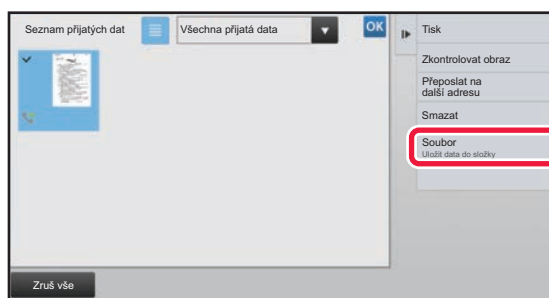 Seznam přijatých dat
Všechna přijatá data
OK
Tisk
Zkontrolovat obraz
Přeposlat na
další adresu
Smazat
Soubor
Uložit data do složky
Zruš vše